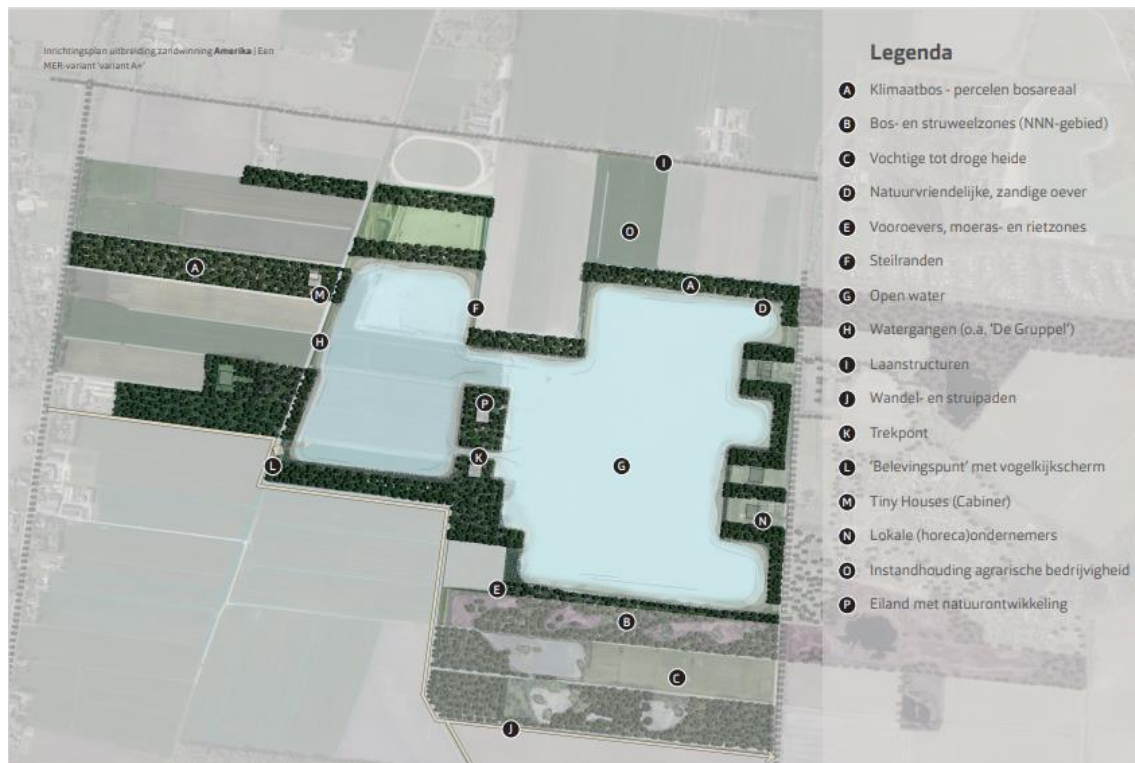 Inrichtingsplan uitbreiding zandwinning Amerika | Een
MER-variant 'variant A+'
Legenda
A Klimaatbos - percelen bosareaal
B Bos- en struweelzones (NNN-gebied)
C Vochtige tot droge heide
D Natuurvriendelijke, zandige oever
E Vooroevers, moeras- en rietzones
F Steilranden
G Open water
H Watergangen (o.a. 'De Gruppel')
I Laanstructuren
J Wandel- en struipaden
K Trekpont
L 'Belevingspunt' met vogelkijkscherm
M Tiny Houses (Cabiner)
N Lokale (horeca)ondernemers
O Instandhouding agrarische bedrijvigheid
P Eiland met natuurontwikkeling
I
O
A
A
M
F
D
H
P
K
L
G
N
E
B
C
J